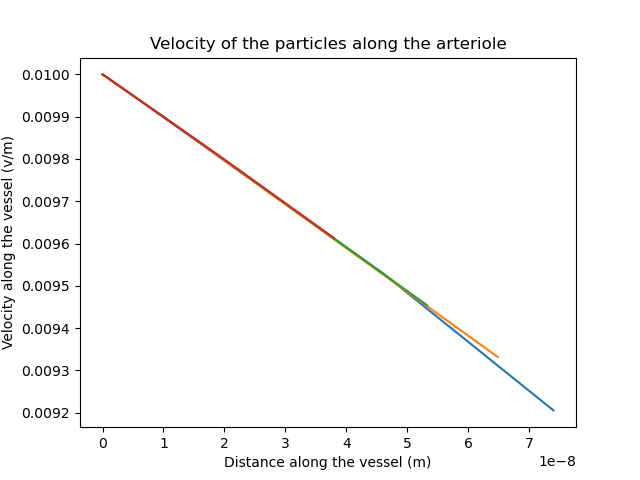 Velocity of the particles along the arteriole
Velocity along the vessel (v/m)
0.0100
0.0099
0.0098
0.0097
0.0096
0.0095
0.0094
0.0093
0.0092
0 1 2 3 4 5 6 7
1e−8
Distance along the vessel (m)